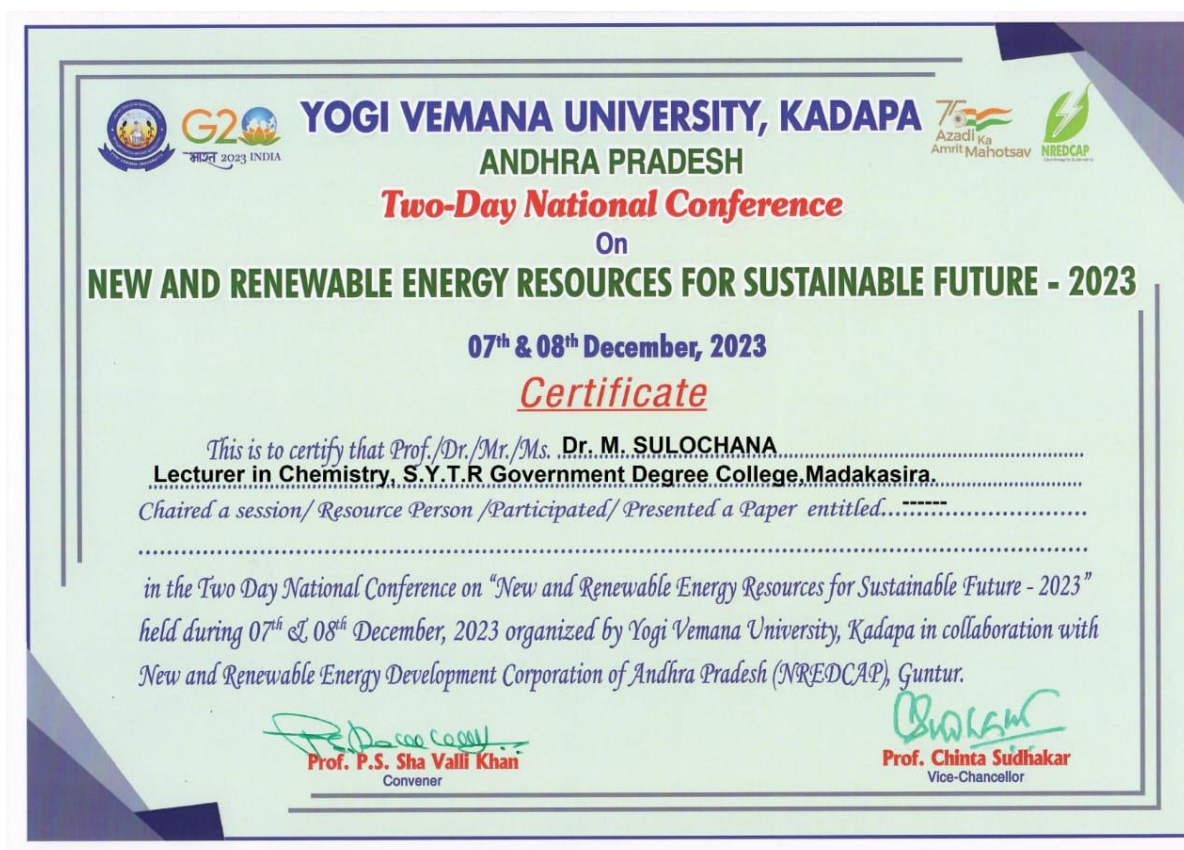 G20
भारत 2023 INDIA
YOGI VEMANA UNIVERSITY, KADAPA
75
Azadi Ka
Amrit Mahotsav
NREDCAP
ANDHRA PRADESH
Two-Day National Conference
On
NEW AND RENEWABLE ENERGY RESOURCES FOR SUSTAINABLE FUTURE - 2023
07th & 08th December, 2023
Certificate
This is to certify that Prof./Dr./Mr./Ms. Dr. M. SULOCHANA
Lecturer in Chemistry, S.Y.T.R Government Degree College,Madakasira.
Chaired a session/ Resource Person /Participated/ Presented a Paper entitled...------
in the Two Day National Conference on “New and Renewable Energy Resources for Sustainable Future - 2023”
held during 07th & 08th December, 2023 organized by Yogi Vemana University, Kadapa in collaboration with
New and Renewable Energy Development Corporation of Andhra Pradesh (NREDCAP), Guntur.
Prof. P.S. Sha Valli Khan
Convener
Prof. Chinta Sudhakar
Vice-Chancellor